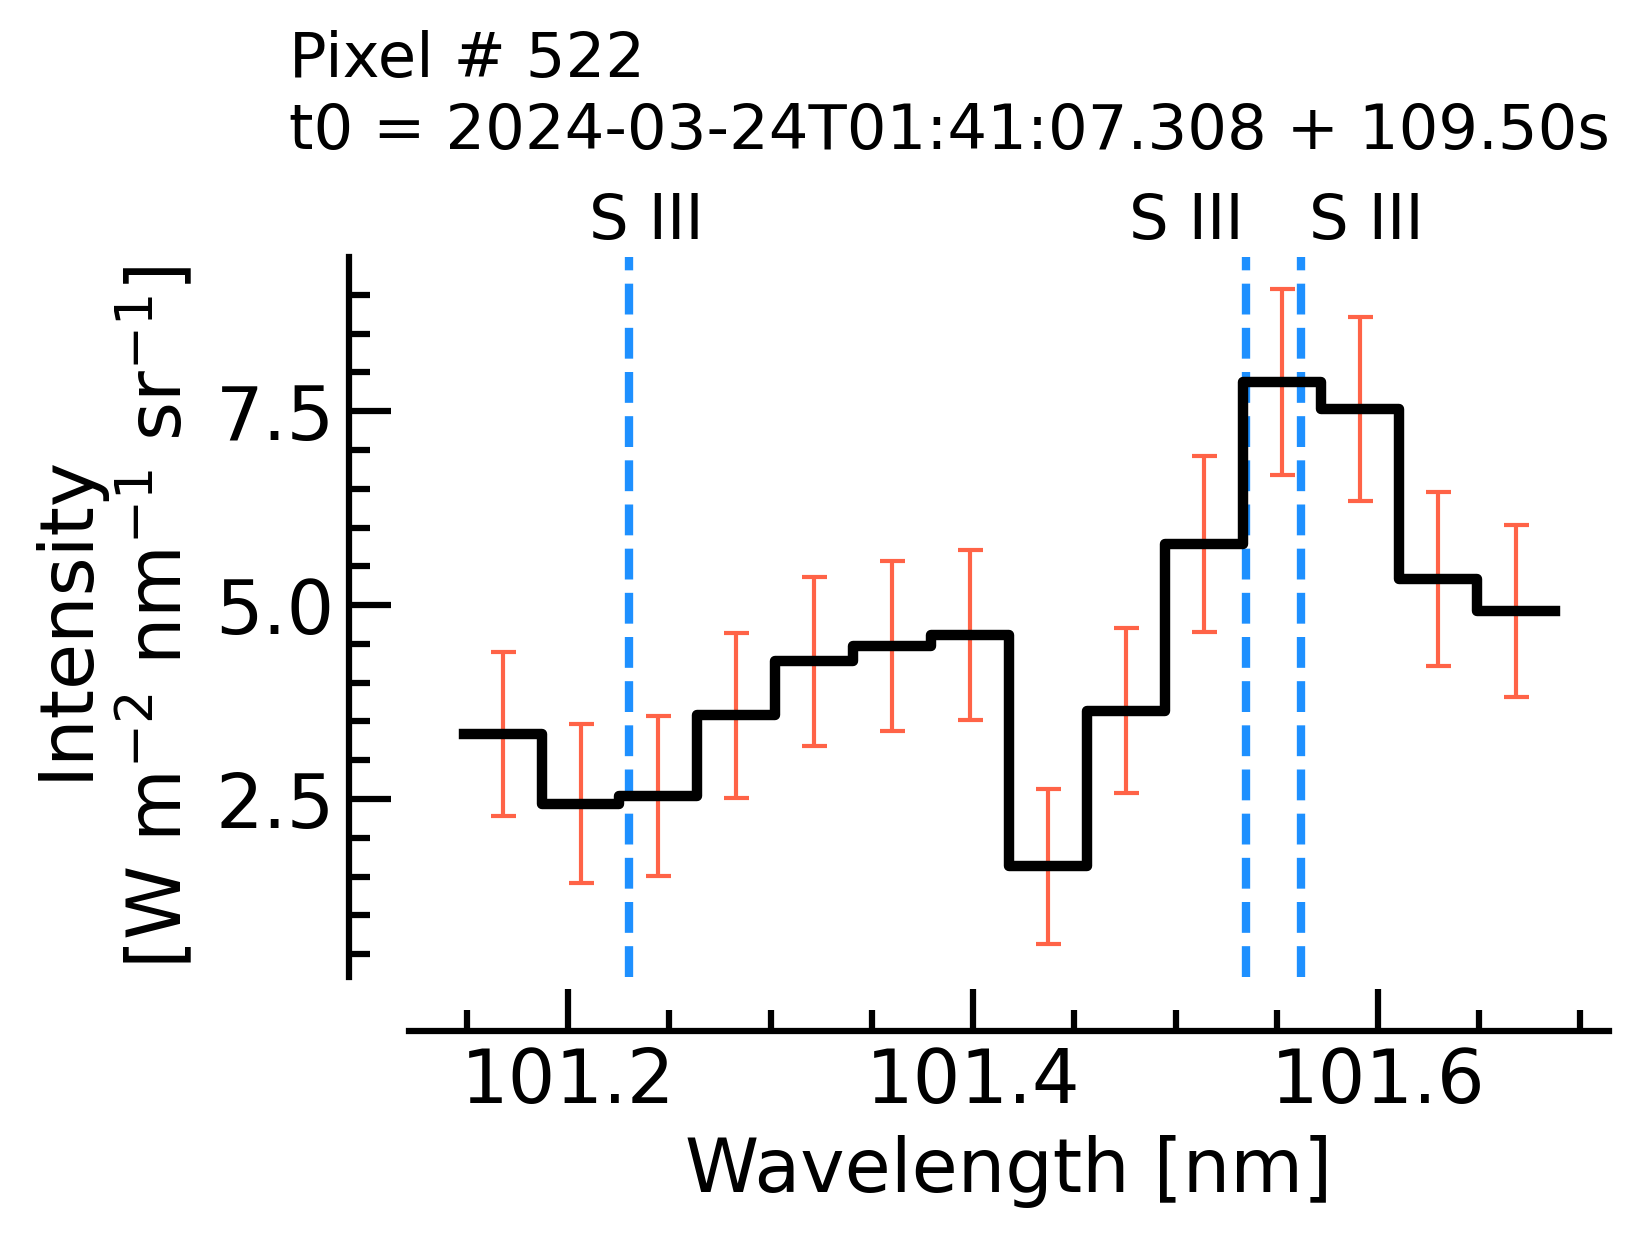 Pixel # 522
t0 = 2024-03-24T01:41:07.308 + 109.50s
S III S III S III
Intensity
[W m⁻² nm⁻¹ sr⁻¹]
7.5
5.0
2.5
101.2 101.4 101.6
Wavelength [nm]